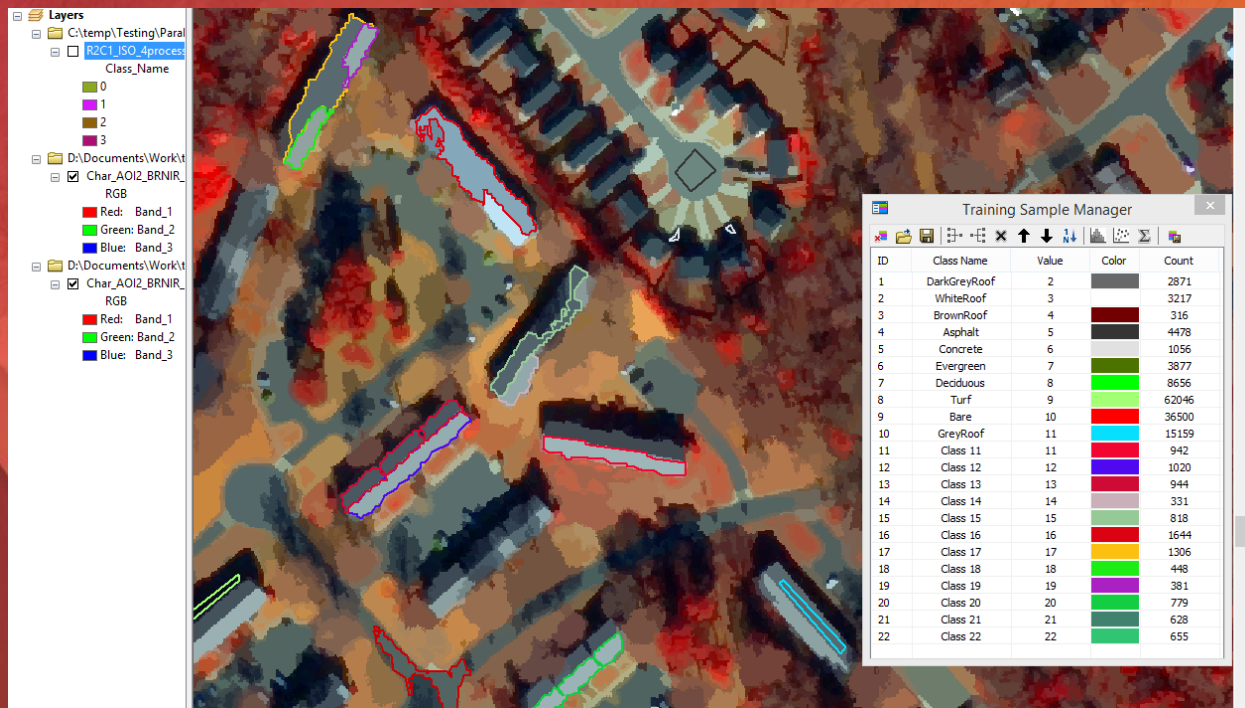 Layers
C:\temp\Testing\Paral
R2C1_ISO_4process
Class_Name
0
1
2
3
D:\Documents\Work\t
Char_AOI2_BRNIR_
RGB
Red: Band_1
Green: Band_2
Blue: Band_3
D:\Documents\Work\t
Char_AOI2_BRNIR_
RGB
Red: Band_1
Green: Band_2
Blue: Band_3
Training Sample Manager
ID Class Name Value Color Count
1 DarkGreyRoof 2 2871
2 WhiteRoof 3 3217
3 BrownRoof 4 316
4 Asphalt 5 4478
5 Concrete 6 1056
6 Evergreen 7 3877
7 Deciduous 8 8656
8 Turf 9 62046
9 Bare 10 36500
10 GreyRoof 11 15159
11 Class 11 11 942
12 Class 12 12 1020
13 Class 13 13 944
14 Class 14 14 331
15 Class 15 15 818
16 Class 16 16 1644
17 Class 17 17 1306
18 Class 18 18 448
19 Class 19 19 381
20 Class 20 20 779
21 Class 21 21 628
22 Class 22 22 655